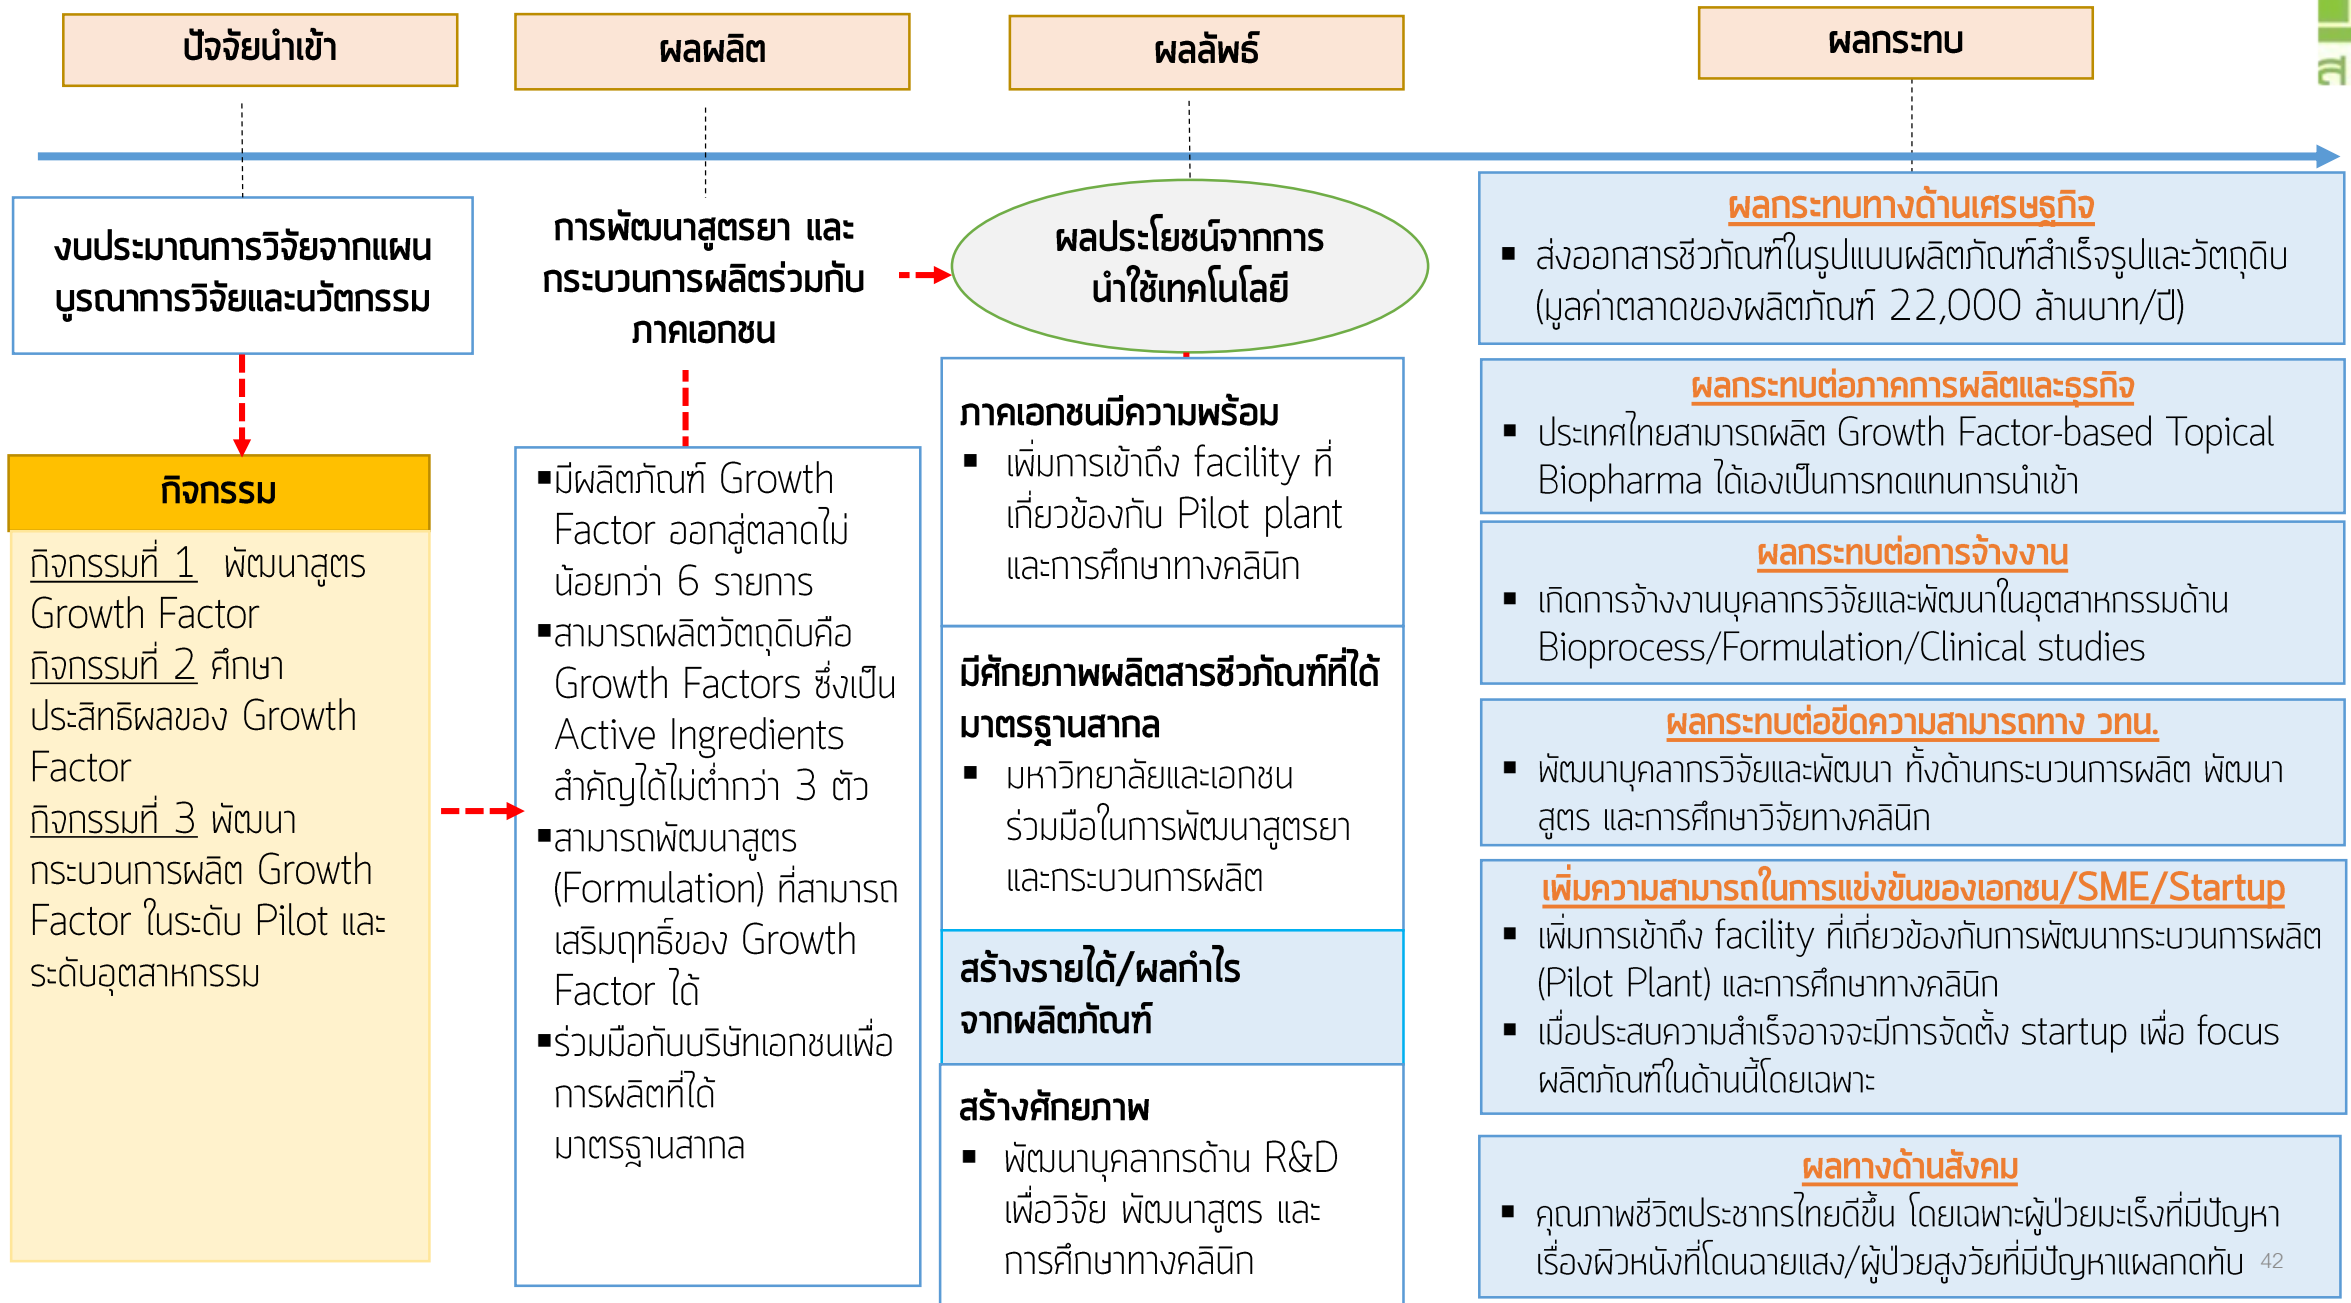 ปัจจัยนำเข้า
ผลผลิต
ผลลัพธ์
ผลกระทบ
งบประมาณการวิจัยจากแผน
บูรณาการวิจัยและนวัตกรรม
กิจกรรม
กิจกรรมที่ 1 พัฒนาสูตร
Growth Factor
กิจกรรมที่ 2 ศึกษา
ประสิทธิผลของ Growth
Factor
กิจกรรมที่ 3 พัฒนา
กระบวนการผลิต Growth
Factor ในระดับ Pilot และ
ระดับอุตสาหกรรม
การพัฒนาสูตรยา และ
กระบวนการผลิตร่วมกับ
ภาคเอกชน
▪มีผลิตภัณฑ์ Growth
Factor ออกสู่ตลาดไม่
น้อยกว่า 6 รายการ
▪สามารถผลิตวัตถุดิบคือ
Growth Factors ซึ่งเป็น
Active Ingredients
สำคัญได้ไม่ต่ำกว่า 3 ตัว
▪สามารถพัฒนาสูตร
(Formulation) ที่สามารถ
เสริมฤทธิ์ของ Growth
Factor ได้
▪ร่วมมือกับบริษัทเอกชนเพื่อ
การผลิตที่ได้
มาตรฐานสากล
ผลประโยชน์จากการ
นำใช้เทคโนโลยี
ภาคเอกชนมีความพร้อม
▪ เพิ่มการเข้าถึง facility ที่
เกี่ยวข้องกับ Pilot plant
และการศึกษาทางคลินิก
มีศักยภาพผลิตสารชีวภัณฑ์ที่ได้
มาตรฐานสากล
▪ มหาวิทยาลัยและเอกชน
ร่วมมือในการพัฒนาสูตรยา
และกระบวนการผลิต
สร้างรายได้/ผลกำไร
จากผลิตภัณฑ์
สร้างศักยภาพ
▪ พัฒนาบุคลากรด้าน R&D
เพื่อวิจัย พัฒนาสูตร และ
การศึกษาทางคลินิก
ผลกระทบทางด้านเศรษฐกิจ
▪ ส่งออกสารชีวภัณฑ์ในรูปแบบผลิตภัณฑ์สำเร็จรูปและวัตถุดิบ
(มูลค่าตลาดของผลิตภัณฑ์ 22,000 ล้านบาท/ปี)
ผลกระทบต่อภาคการผลิตและธุรกิจ
▪ ประเทศไทยสามารถผลิต Growth Factor-based Topical
Biopharma ได้เองเป็นการทดแทนการนำเข้า
ผลกระทบต่อการจ้างงาน
▪ เกิดการจ้างงานบุคลากรวิจัยและพัฒนาในอุตสาหกรรมด้าน
Bioprocess/Formulation/Clinical studies
ผลกระทบต่อขีดความสามารถทาง วทน.
▪ พัฒนาบุคลากรวิจัยและพัฒนา ทั้งด้านกระบวนการผลิต พัฒนา
สูตร และการศึกษาวิจัยทางคลินิก
เพิ่มความสามารถในการแข่งขันของเอกชน/SME/Startup
▪ เพิ่มการเข้าถึง facility ที่เกี่ยวข้องกับการพัฒนากระบวนการผลิต
(Pilot Plant) และการศึกษาทางคลินิก
▪ เมื่อประสบความสำเร็จอาจจะมีการจัดตั้ง startup เพื่อ focus
ผลิตภัณฑ์ในด้านนี้โดยเฉพาะ
ผลทางด้านสังคม
▪ คุณภาพชีวิตประชากรไทยดีขึ้น โดยเฉพาะผู้ป่วยมะเร็งที่มีปัญหา
เรื่องผิวหนังที่โดนฉายแสง/ผู้ป่วยสูงวัยที่มีปัญหาแผลกดทับ
42